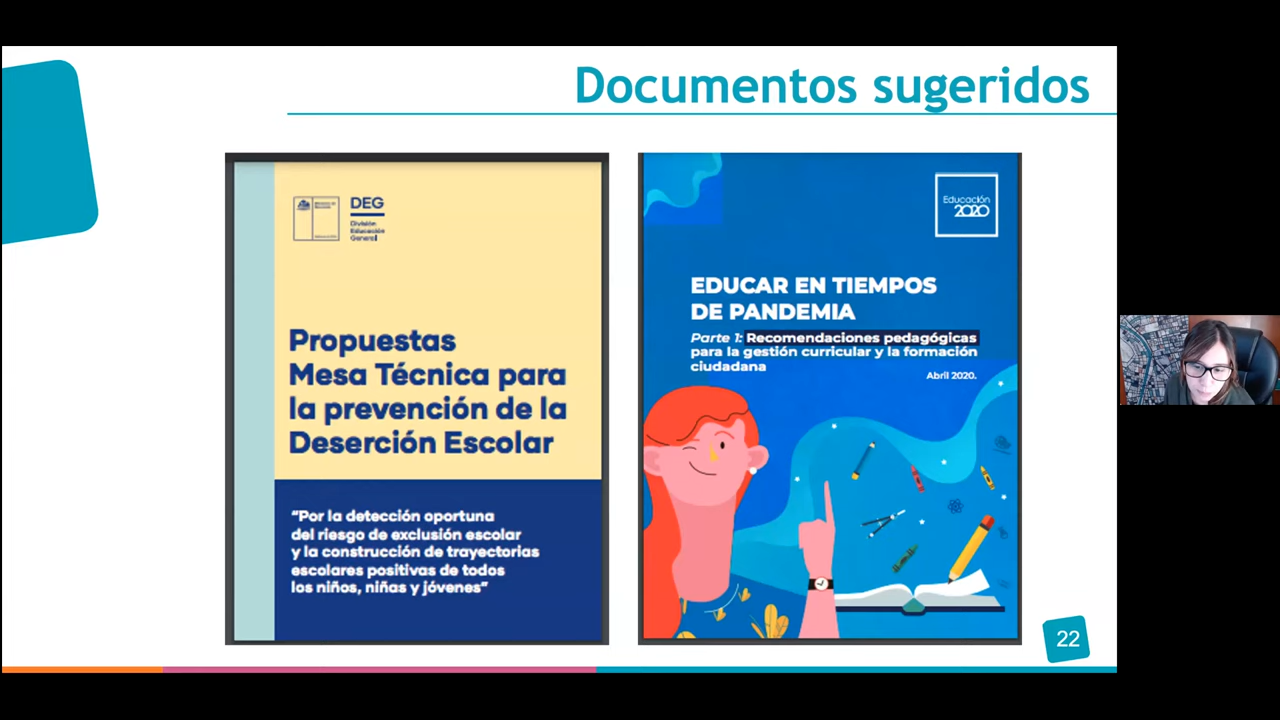 Documentos sugeridos
DEG
División
Educación
General
Propuestas
Mesa Técnica para
la prevención de la
Deserción Escolar
“Por la detección oportuna
del riesgo de exclusión escolar
y la construcción de trayectorias
escolares positivas de todos
los niños, niñas y jóvenes”
Educación
2020
EDUCAR EN TIEMPOS
DE PANDEMIA
Parte 1: Recomendaciones pedagógicas
para la gestión curricular y la formación
ciudadana
Abril 2020.
22